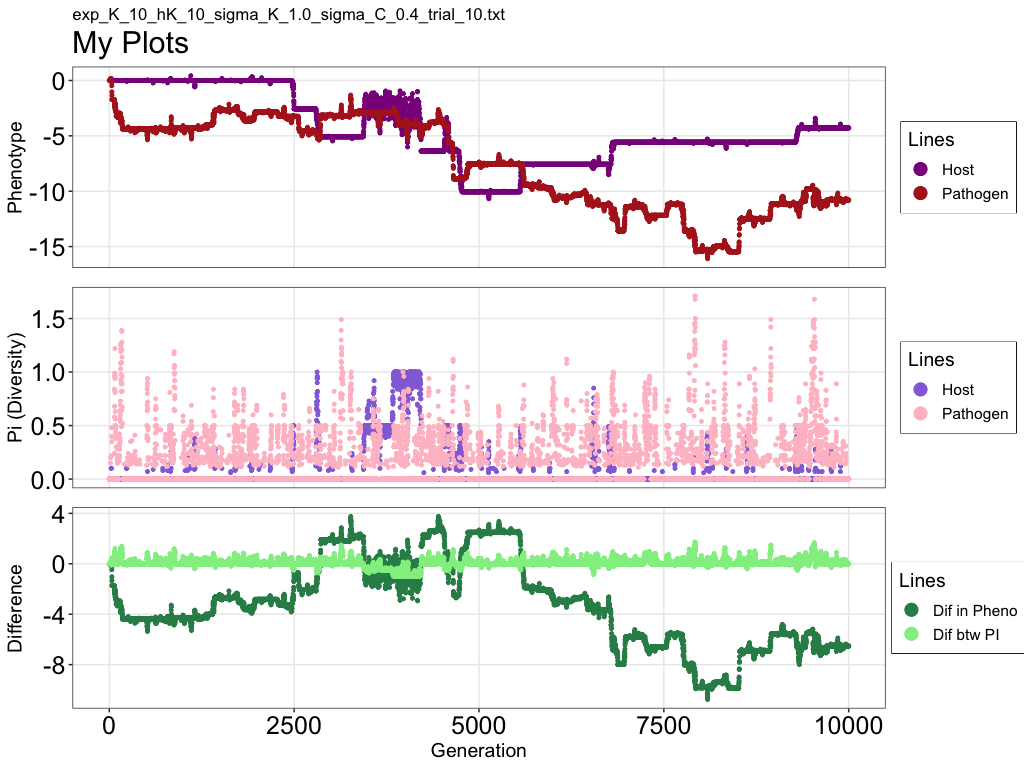 exp_K_10_hK_10_sigma_K_1.0_sigma_C_0.4_trial_10.txt
My Plots
Phenotype
0
-5
-10
-15
Lines
Host
Pathogen
Pi (Diversity)
1.5
1.0
0.5
0.0
Lines
Host
Pathogen
Difference
4
0
-4
-8
Lines
Dif in Pheno
Dif btw PI
0 2500 5000 7500 10000
Generation